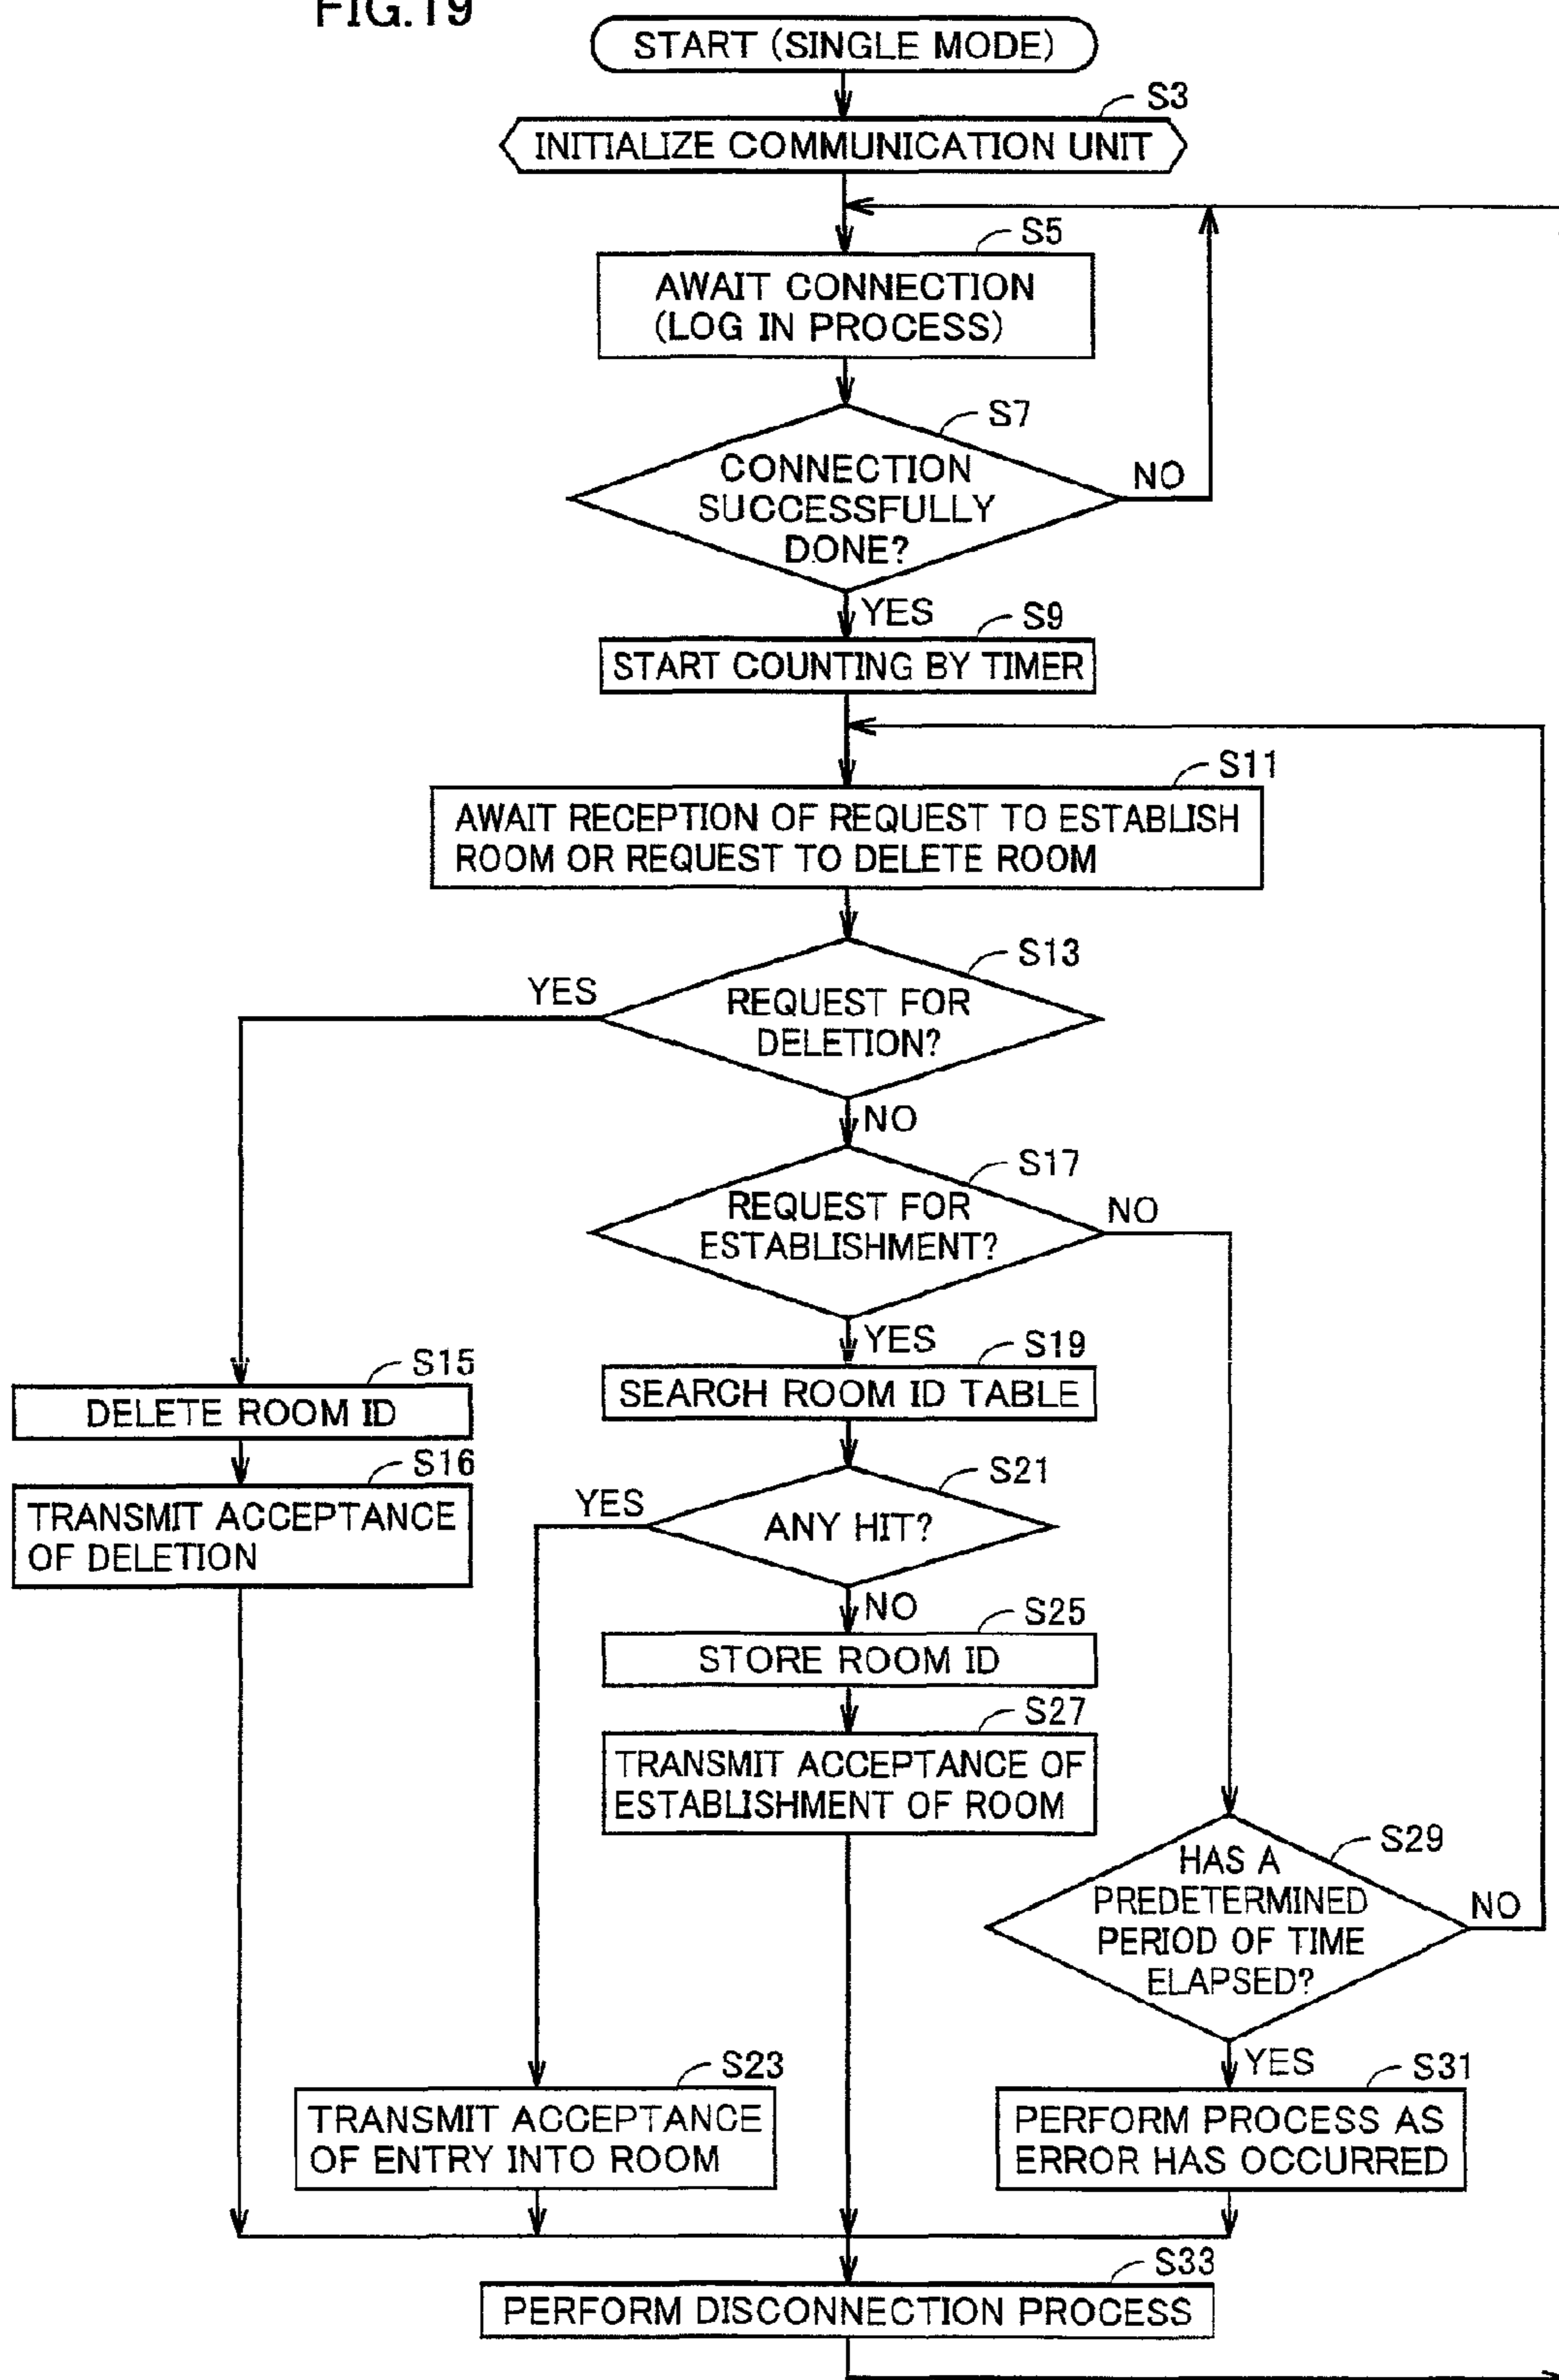 FIG.19
START (SINGLE MODE)
S3
INITIALIZE COMMUNICATION UNIT
S5
AWAIT CONNECTION
(LOG IN PROCESS)
S7
CONNECTION
SUCCESSFULLY
DONE?
NO
YES
S9
START COUNTING BY TIMER
S11
AWAIT RECEPTION OF REQUEST TO ESTABLISH
ROOM OR REQUEST TO DELETE ROOM
S13
YES
REQUEST FOR
DELETION?
NO
S17
REQUEST FOR
ESTABLISHMENT?
NO
YES
S19
S15
DELETE ROOM ID
SEARCH ROOM ID TABLE
S16
TRANSMIT ACCEPTANCE
OF DELETION
S21
YES
ANY HIT?
NO
S25
STORE ROOM ID
S27
TRANSMIT ACCEPTANCE OF
ESTABLISHMENT OF ROOM
S29
HAS A
PREDETERMINED
PERIOD OF TIME
ELAPSED?
NO
YES
S23
TRANSMIT ACCEPTANCE
OF ENTRY INTO ROOM
S31
PERFORM PROCESS AS
ERROR HAS OCCURRED
S33
PERFORM DISCONNECTION PROCESS